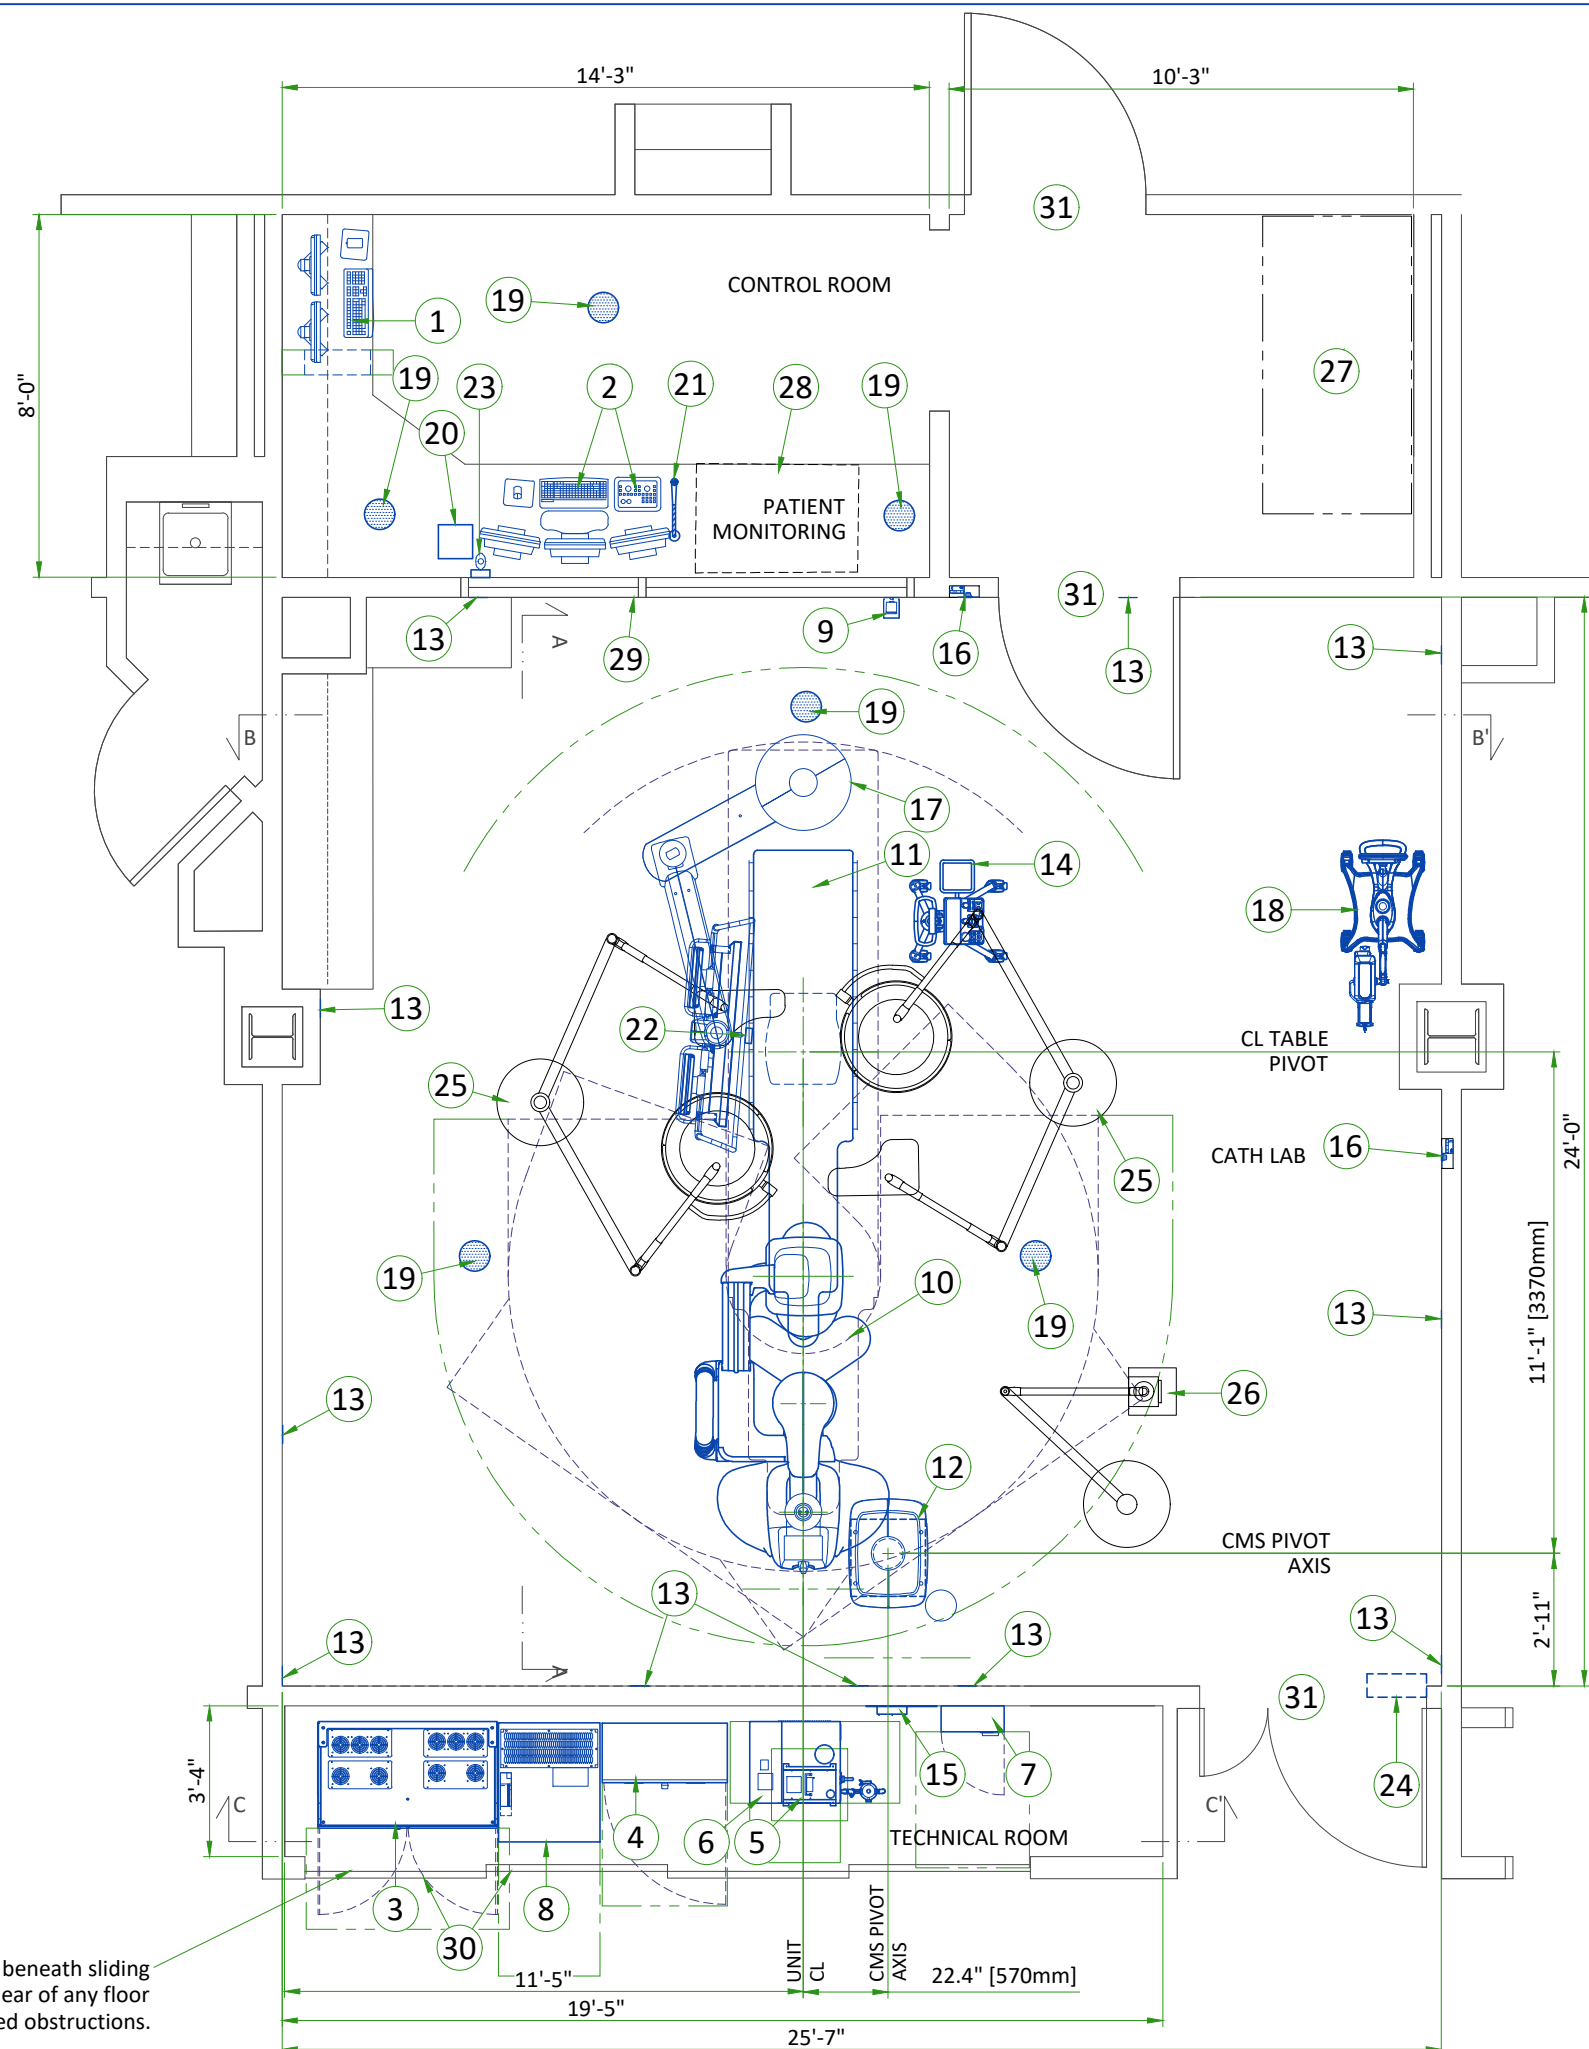 14'-3"
10'-3"
31
CONTROL ROOM
19
1
8'-0"
27
19
23
2
21
28
19
20
PATIENT
MONITORING
31
A
13
29
9
16
13
13
19
B
B'
17
11
14
18
13
22
CL TABLE
PIVOT
25
16
CATH LAB
25
24'-0"
19
10
19
13
11'-1" [3370mm]
13
26
12
CMS PIVOT
AXIS
13
2'-11"
13
13
13
A
31
3'-4"
15
7
24
C
C'
4
6
5
TECHNICAL ROOM
3
30
8
UNIT
CL
CMS PIVOT
AXIS
beneath sliding
ear of any floor
ed obstructions.
11'-5"
22.4" [570mm]
19'-5"
25'-7"